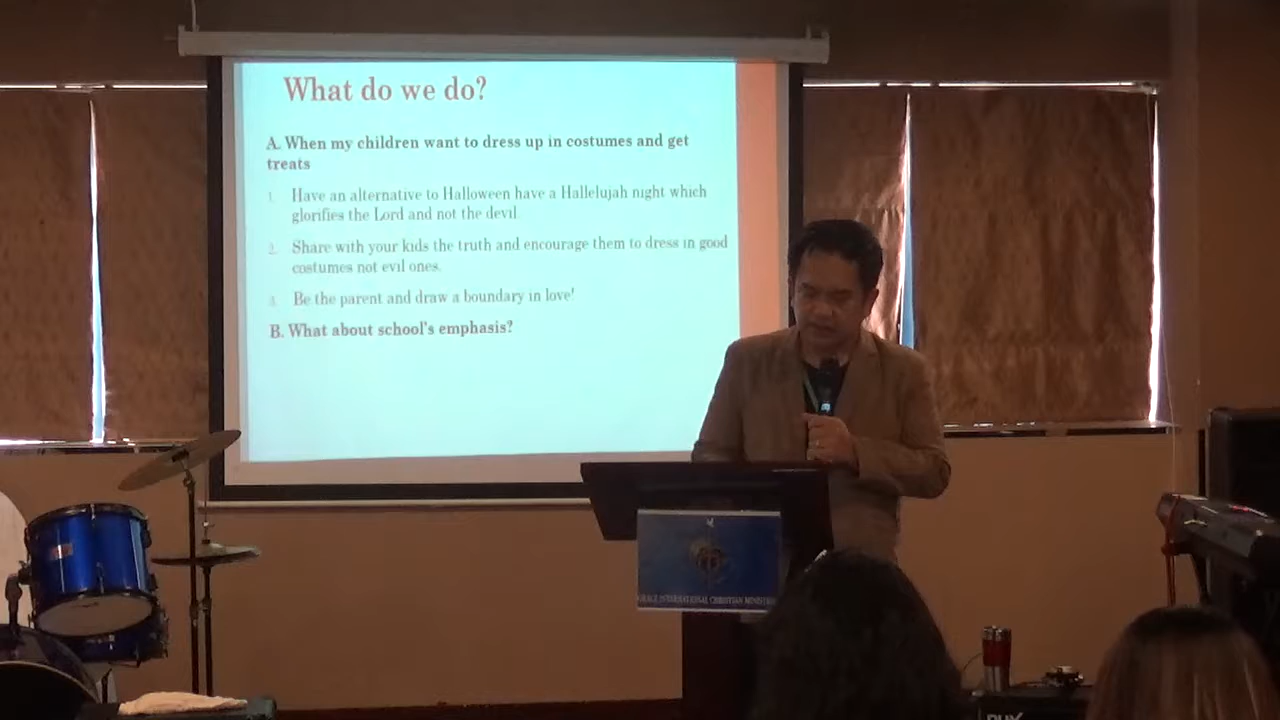 What do we do?
A. When my children want to dress up in costumes and get
treats
1. Have an alternative to Halloween have a Hallelujah night which
glorifies the Lord and not the devil.
2. Share with your kids the truth and encourage them to dress in good
costumes not evil ones.
3. Be the parent and draw a boundary in love!
B. What about school's emphasis?
GRACE INTERNATIONAL CHRISTIAN